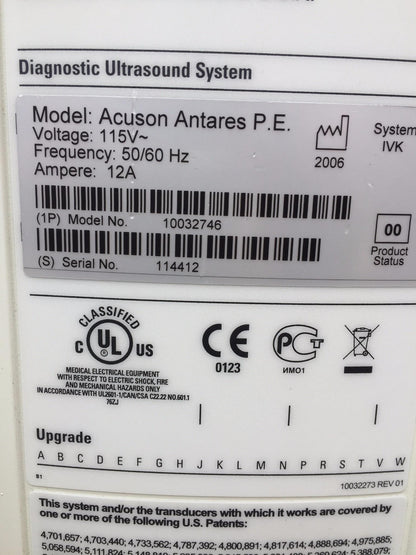 Diagnostic Ultrasound System
Model: Acuson Antares P.E.
Voltage: 115V~
Frequency: 50/60 Hz
Ampere: 12A
2006
System
IVK
(1P) Model No. 10032746
(S) Serial No. 114412
00
Product
Status
CLASSIFIED
C UL US
MEDICAL ELECTRICAL EQUIPMENT
WITH RESPECT TO ELECTRIC SHOCK, FIRE
AND MECHANICAL HAZARDS ONLY
IN ACCORDANCE WITH UL2601-1/CAN/CSA C22.22 NO.601.1
76ZJ
CE
0123
PCT
ИМО1
Upgrade
A B C D E F G H J K L M N P R S T V W
S1
10032273 REV 01
This system and/or the transducers with which it works are covered by
one or more of the following U.S. Patents:
4,701,657; 4,703,440; 4,733,562; 4,787,392; 4,800,891; 4,817,614; 4,888,694; 4,975,885;